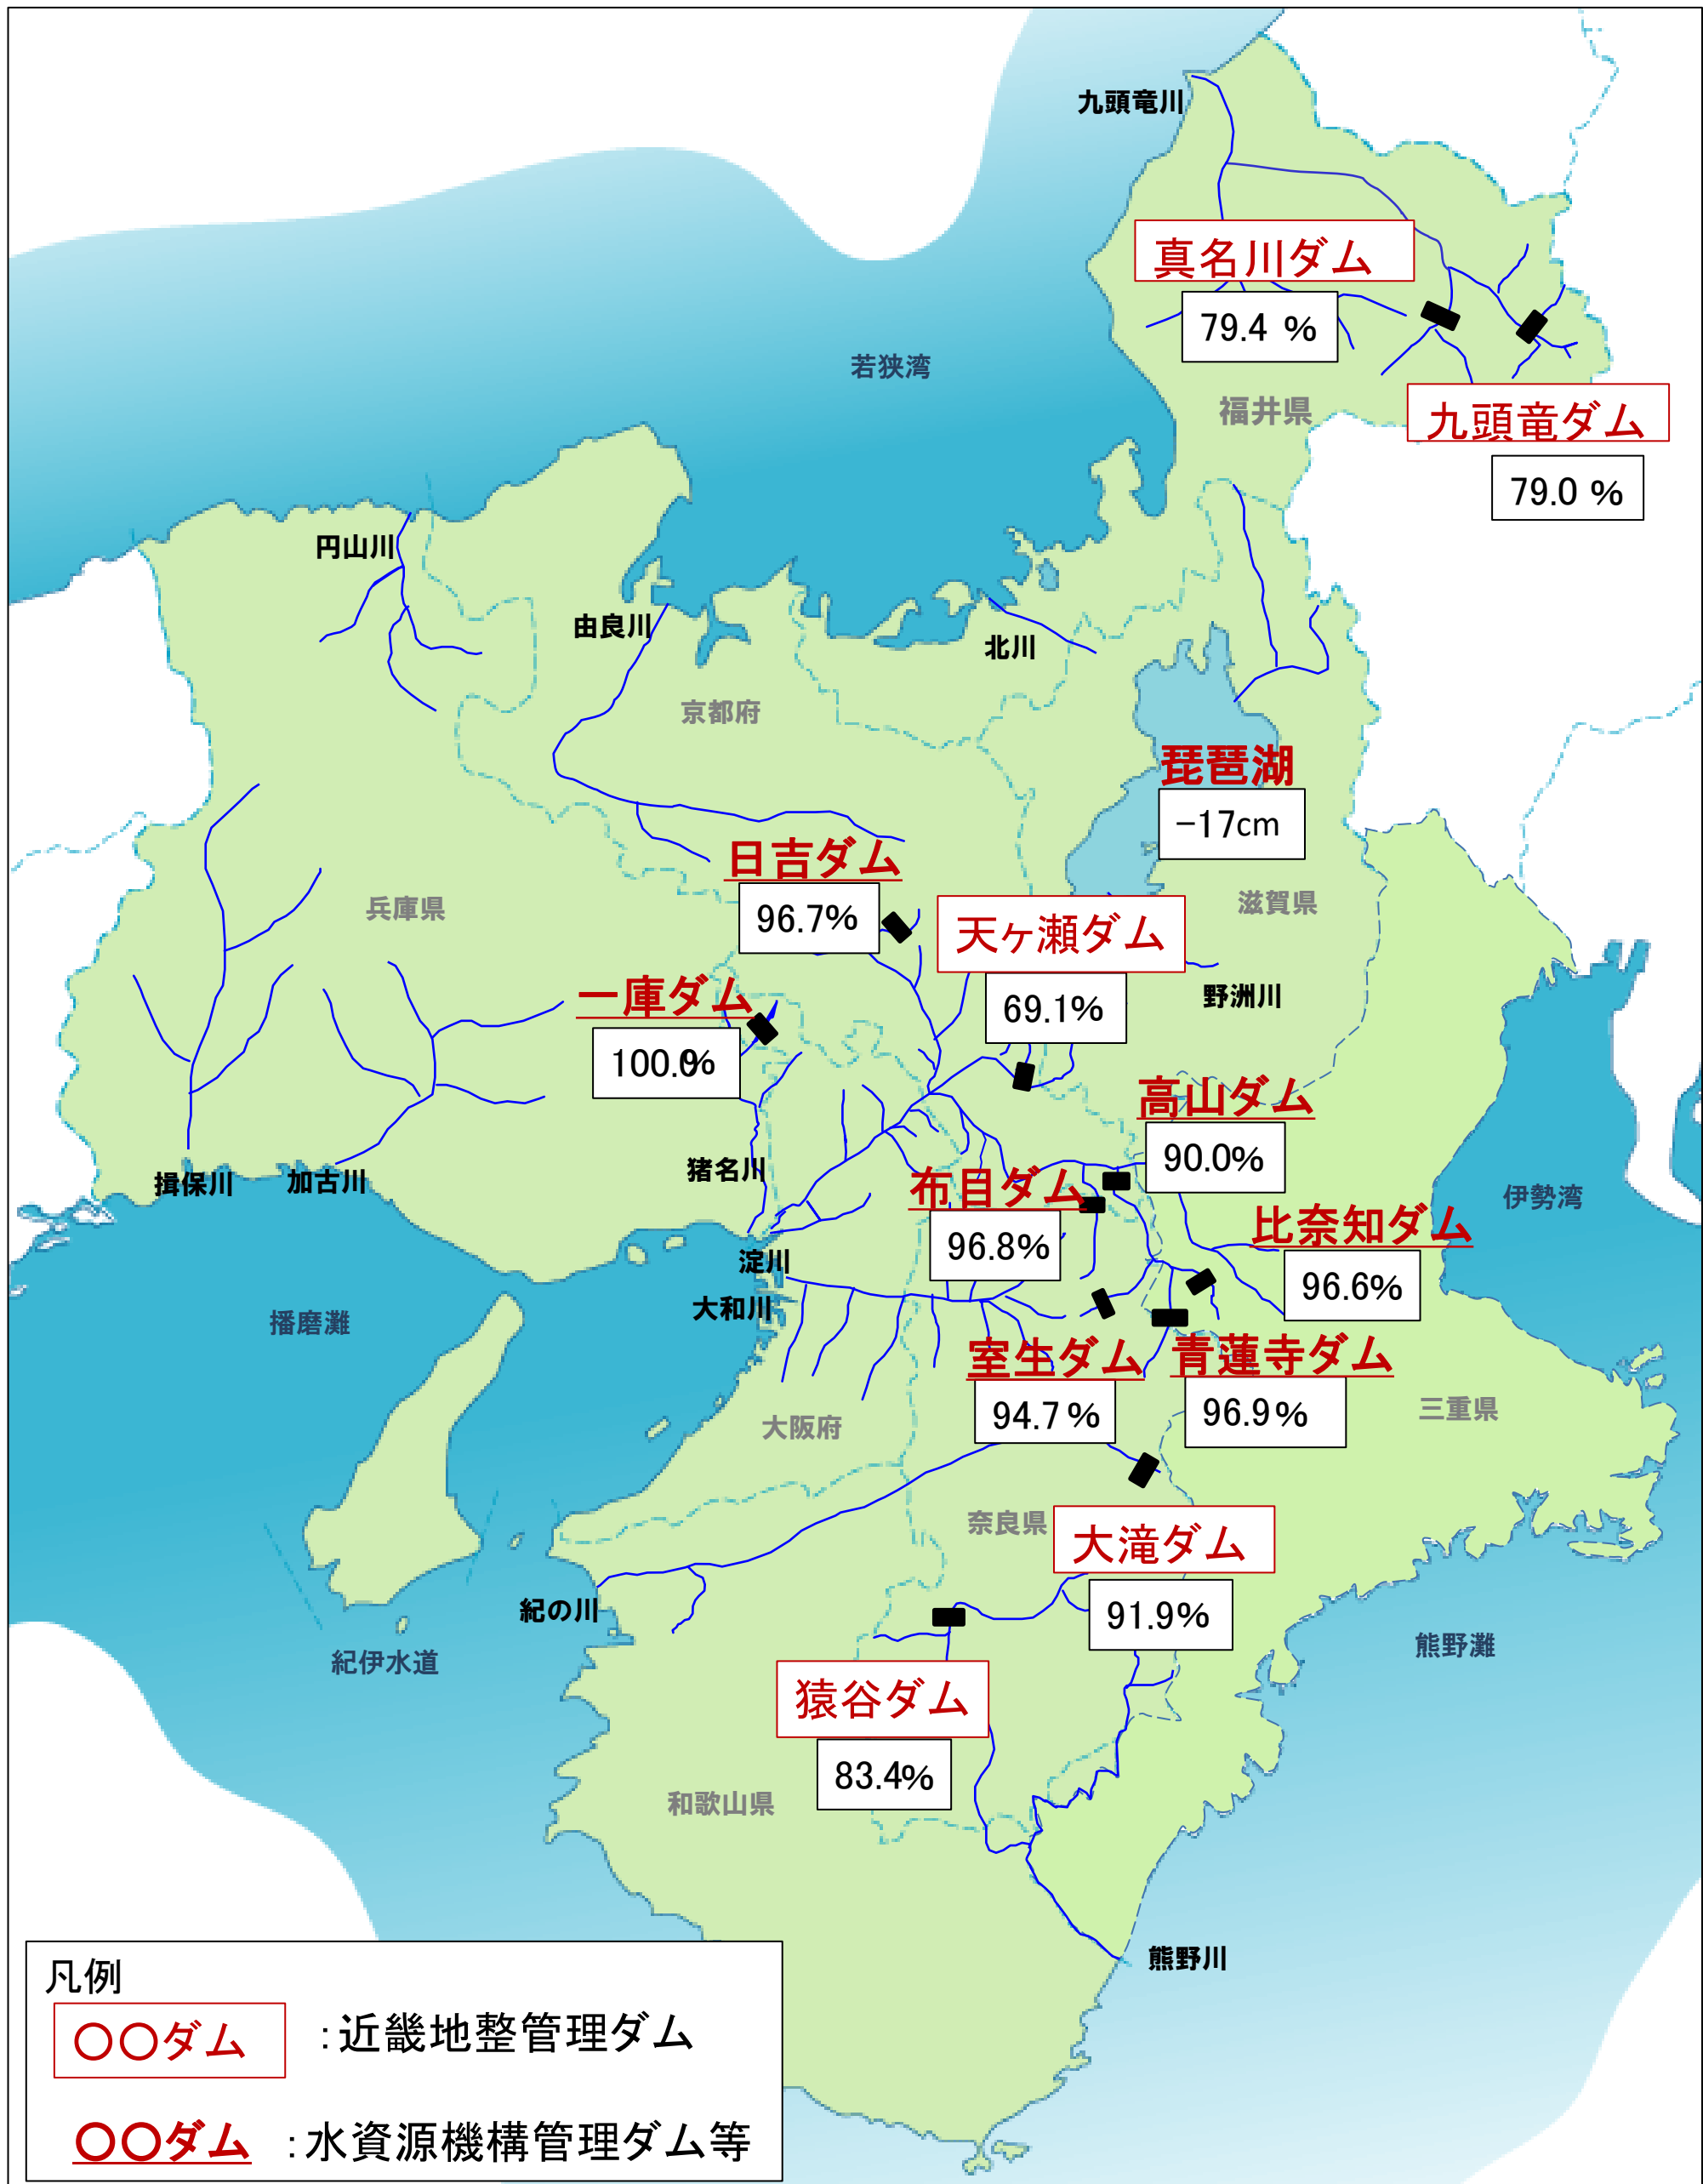 九頭竜川
真名川ダム
79.4 %
若狭湾
福井県
九頭竜ダム
79.0 %
円山川
由良川
北川
京都府
琵琶湖
-17cm
日吉ダム
96.7%
兵庫県
滋賀県
天ヶ瀬ダム
69.1%
野洲川
一庫ダム
100.0%
高山ダム
90.0%
猪名川
揖保川
加古川
布目ダム
96.8%
伊勢湾
比奈知ダム
96.6%
淀川
大和川
播磨灘
室生ダム
94.7 %
青蓮寺ダム
96.9 %
三重県
大阪府
奈良県
大滝ダム
91.9%
紀の川
紀伊水道
熊野灘
猿谷ダム
83.4%
和歌山県
熊野川
凡例
〇〇ダム :近畿地整管理ダム
〇〇ダム :水資源機構管理ダム等